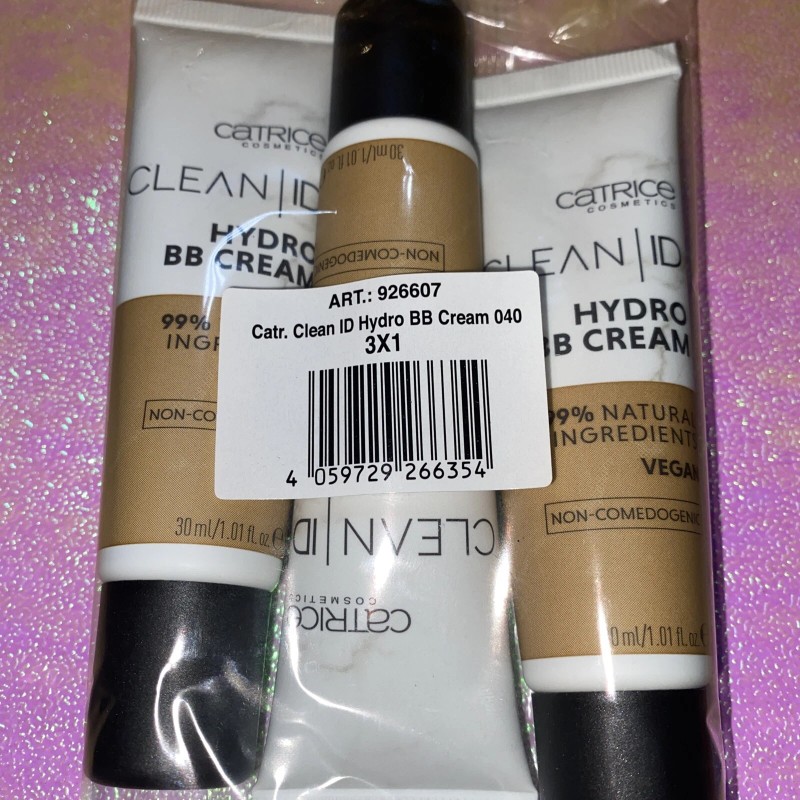 CATRICE
COSMETICS
CLEAN|ID
HYDRO
BB CREAM
99%
NON-CO
30 ml/1.01 fl.oz.
30 ml/1.01 fl.oz.
NON-COMEDOGENIC
CLEAN|ID
CATRICE
COSMETICS
ART.: 926607
Catr. Clean ID Hydro BB Cream 040
3X1
4 059729 266354
CATRICE
COSMETICS
CLEAN|ID
HYDRO
BB CREAM
99% NATURAL
INGREDIENTS
VEGAN
NON-COMEDOGENIC
0 ml/1.01 fl.oz.